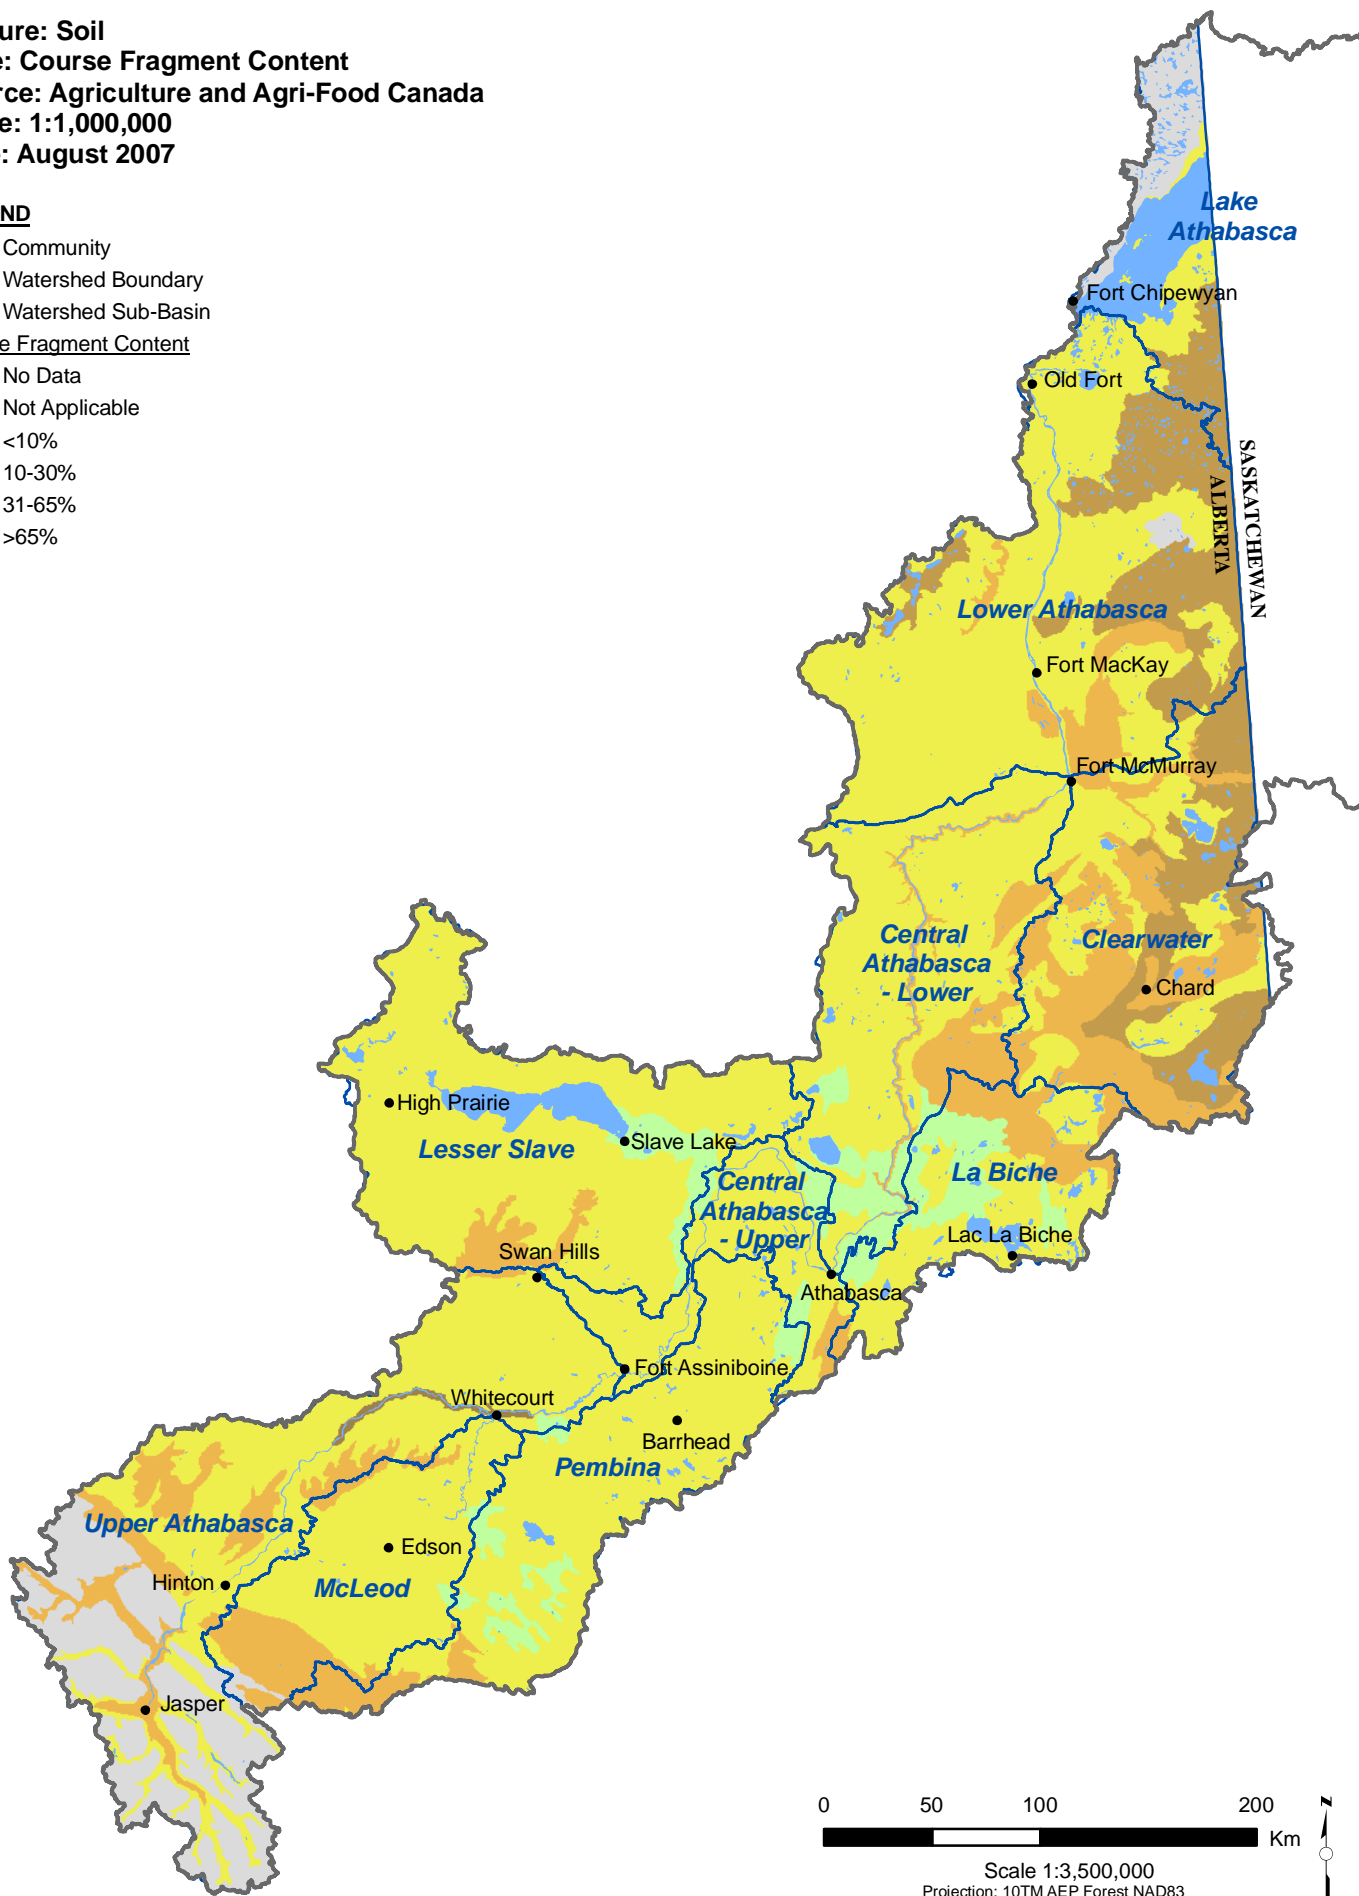 ure: Soil
e: Course Fragment Content
rce: Agriculture and Agri-Food Canada
e: 1:1,000,000
: August 2007
ND
Community
Watershed Boundary
Watershed Sub-Basin
e Fragment Content
No Data
Not Applicable
<10%
10-30%
31-65%
>65%
Lake
Athabasca
Fort Chipewyan
Old Fort
SASKATCHEWAN
ALBERTA
Lower Athabasca
Fort MacKay
Fort McMurray
Central
Athabasca
- Lower
Clearwater
Chard
High Prairie
Lesser Slave
Slave Lake
Central
Athabasca
- Upper
La Biche
Lac La Biche
Swan Hills
Athabasca
Fort Assiniboine
Whitecourt
Barrhead
Pembina
Upper Athabasca
Edson
Hinton
McLeod
Jasper
0 50 100 200
Km
N
Scale 1:3,500,000
Projection: 10TM AEP Forest NAD83